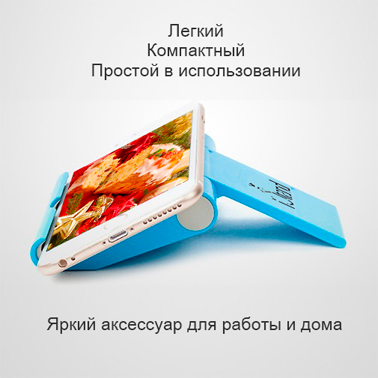 Легкий
Компактный
Простой в использовании
Яркий аксессуар для работы и дома